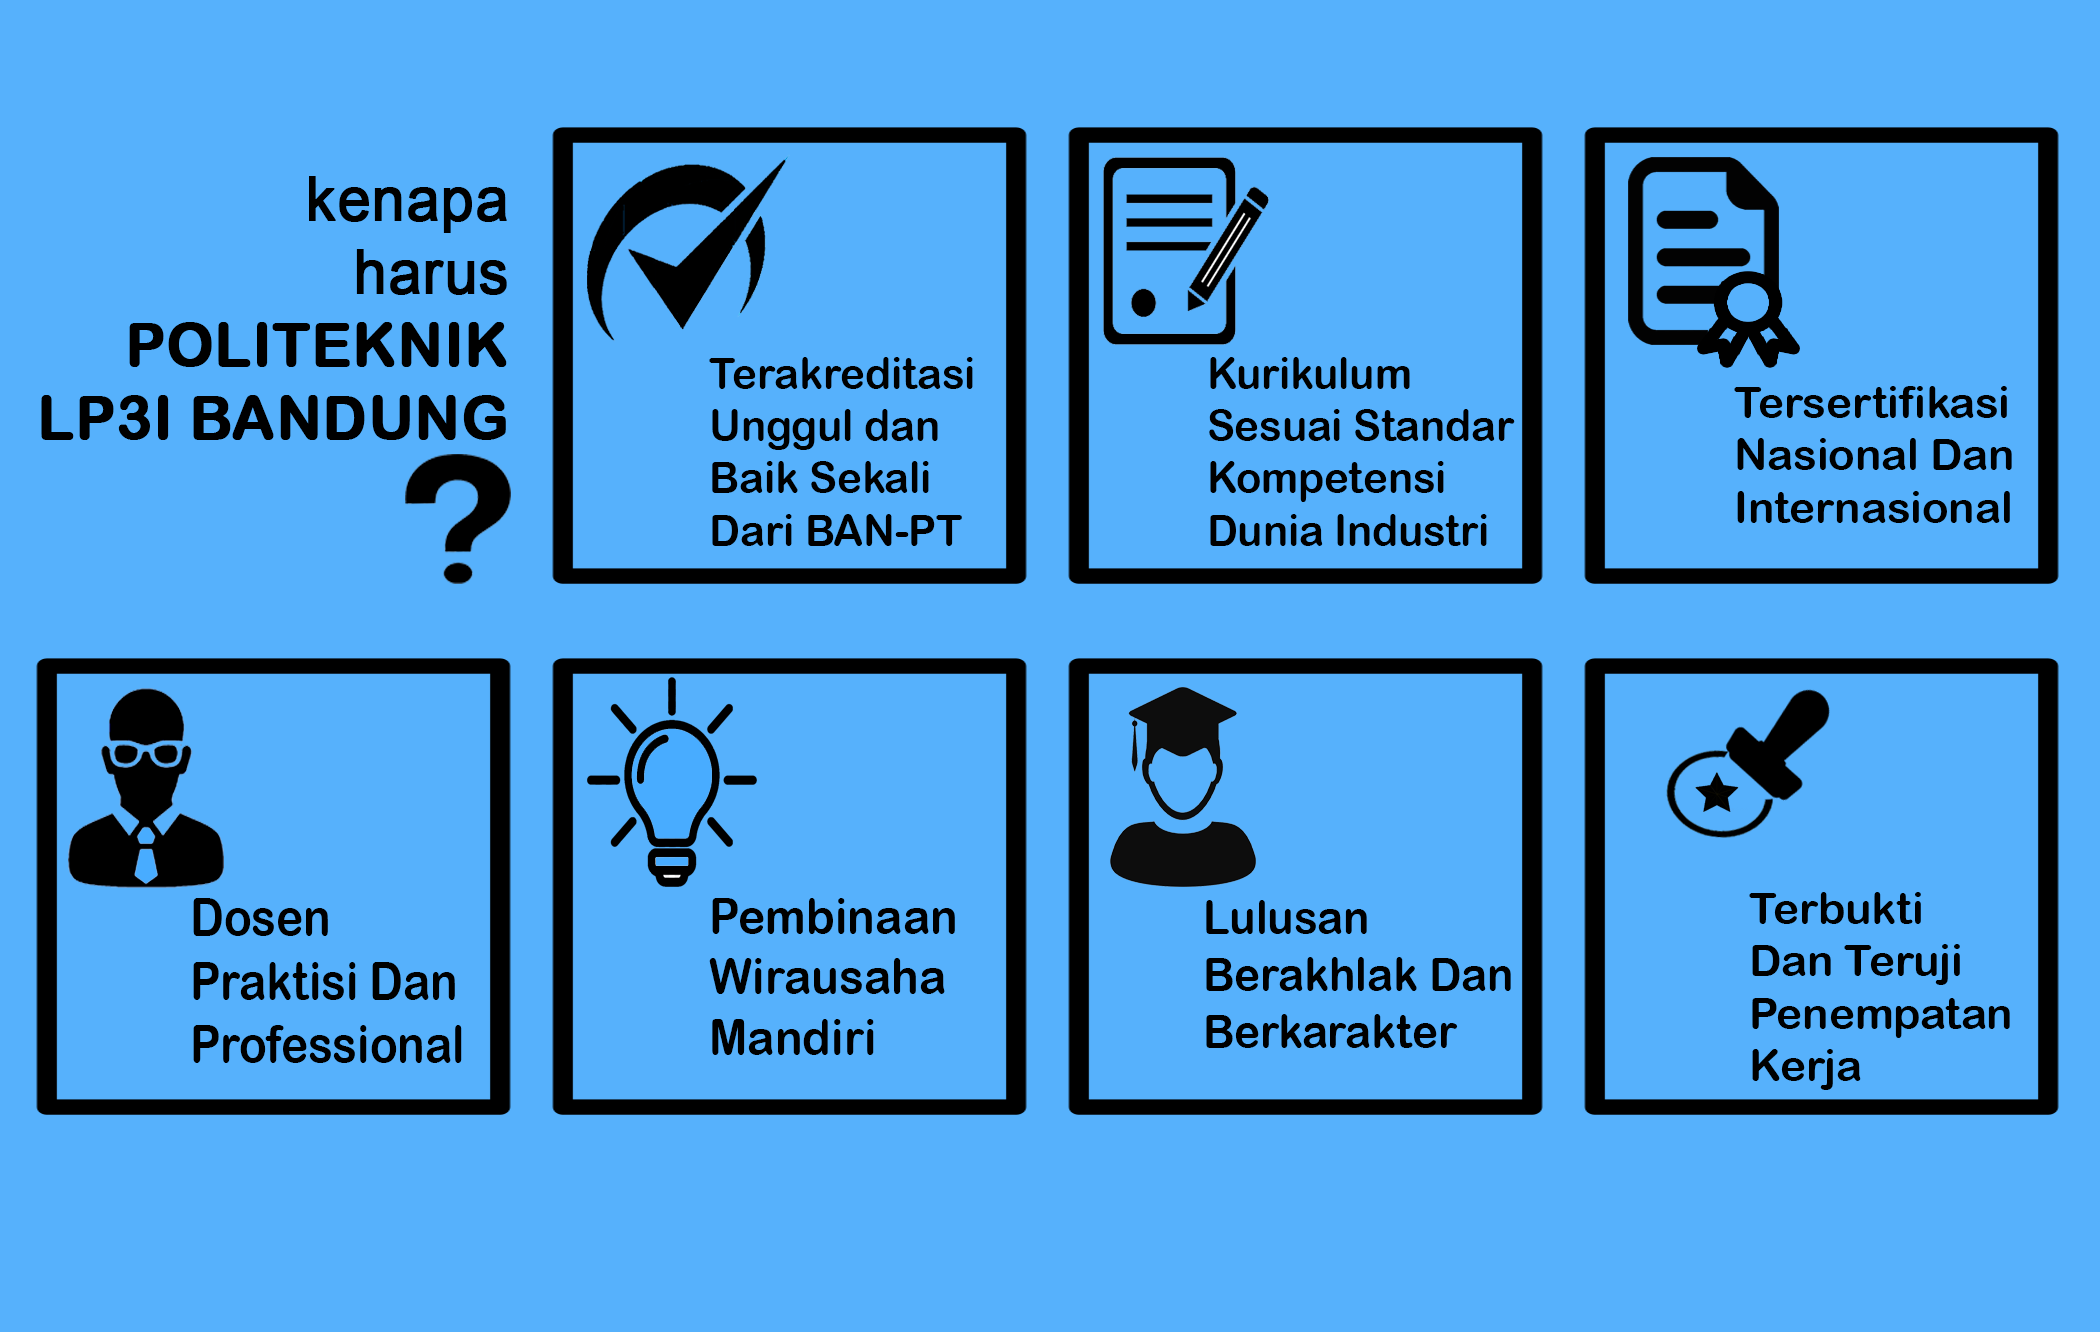 kenapa
harus
POLITEKNIK
LP3I BANDUNG
?
Terakreditasi
Unggul dan
Baik Sekali
Dari BAN-PT
Kurikulum
Sesuai Standar
Kompetensi
Dunia Industri
Tersertifikasi
Nasional Dan
Internasional
Dosen
Praktisi Dan
Professional
Pembinaan
Wirausaha
Mandiri
Lulusan
Berakhlak Dan
Berkarakter
Terbukti
Dan Teruji
Penempatan
Kerja